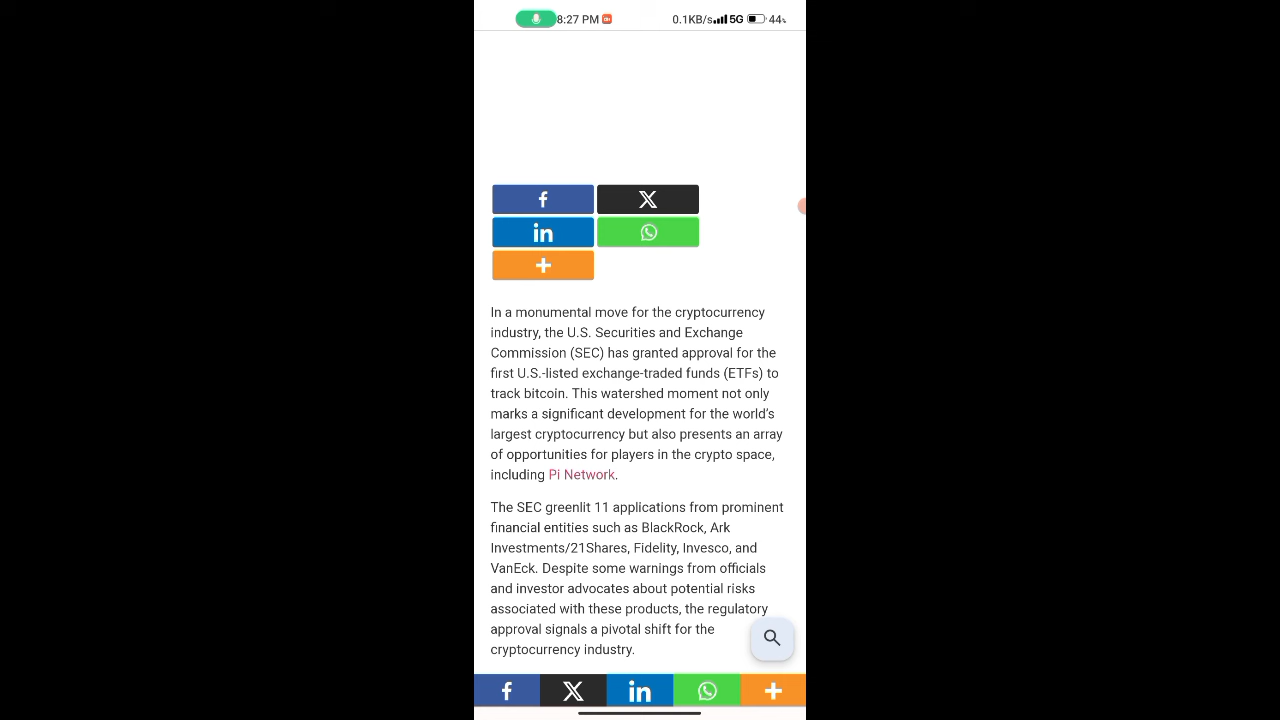 8:27 PM 0.1KB/s 5G 44
In a monumental move for the cryptocurrency
industry, the U.S. Securities and Exchange
Commission (SEC) has granted approval for the
first U.S.-listed exchange-traded funds (ETFs) to
track bitcoin. This watershed moment not only
marks a significant development for the world's
largest cryptocurrency but also presents an array
of opportunities for players in the crypto space,
including Pi Network.
The SEC greenlit 11 applications from prominent
financial entities such as BlackRock, Ark
Investments/21Shares, Fidelity, Invesco, and
VanEck. Despite some warnings from officials
and investor advocates about potential risks
associated with these products, the regulatory
approval signals a pivotal shift for the
cryptocurrency industry.